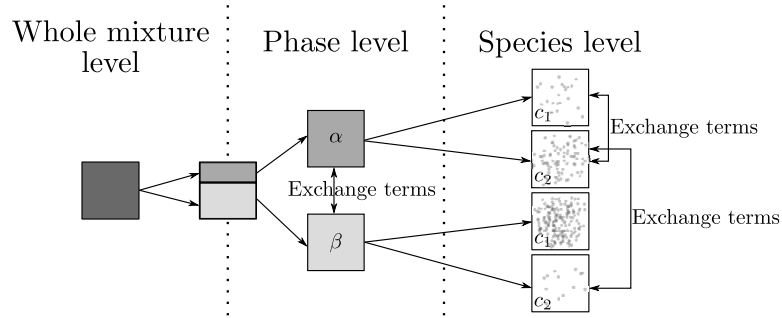 Whole mixture
level
Phase level
Species level
α
β
Exchange terms
c₁
c₂
c₁
c₂
Exchange terms
Exchange terms